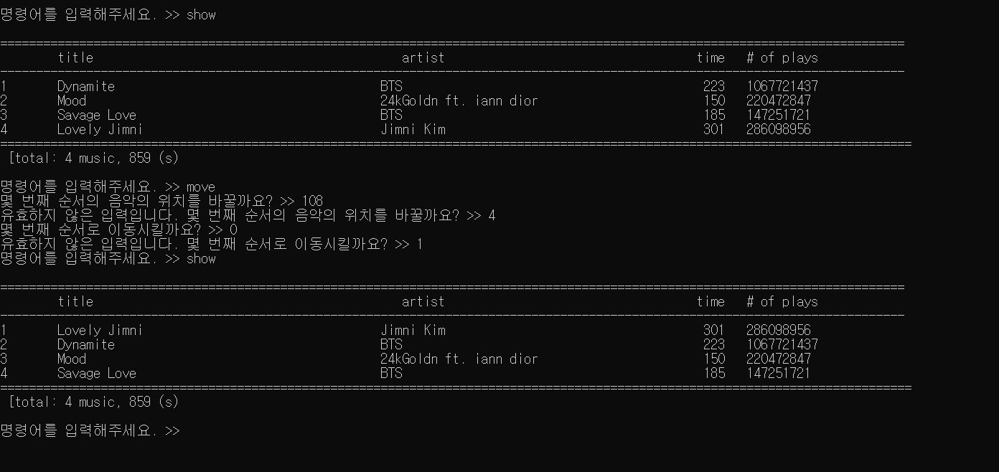 명령어를 입력해주세요. >> show
==============================================================================================================================
title artist time # of plays
------------------------------------------------------------------------------------------------------------------------------
1 Dynamite BTS 223 1067721437
2 Mood 24kGoldn ft. iann dior 150 220472847
3 Savage Love BTS 185 147251721
4 Lovely Jimni Jimni Kim 301 286098956
===============================================================================================================================
[total: 4 music, 859 (s)
명령어를 입력해주세요. >> move
몇 번째 순서의 음악의 위치를 바꿀까요? >> 108
유효하지 않은 입력입니다. 몇 번째 순서의 음악의 위치를 바꿀까요? >> 4
몇 번째 순서로 이동시킬까요? >> 0
유효하지 않은 입력입니다. 몇 번째 순서로 이동시킬까요? >> 1
명령어를 입력해주세요. >> show
==============================================================================================================================
title artist time # of plays
------------------------------------------------------------------------------------------------------------------------------
1 Lovely Jimni Jimni Kim 301 286098956
2 Dynamite BTS 223 1067721437
3 Mood 24kGoldn ft. iann dior 150 220472847
4 Savage Love BTS 185 147251721
===============================================================================================================================
[total: 4 music, 859 (s)
명령어를 입력해주세요. >>